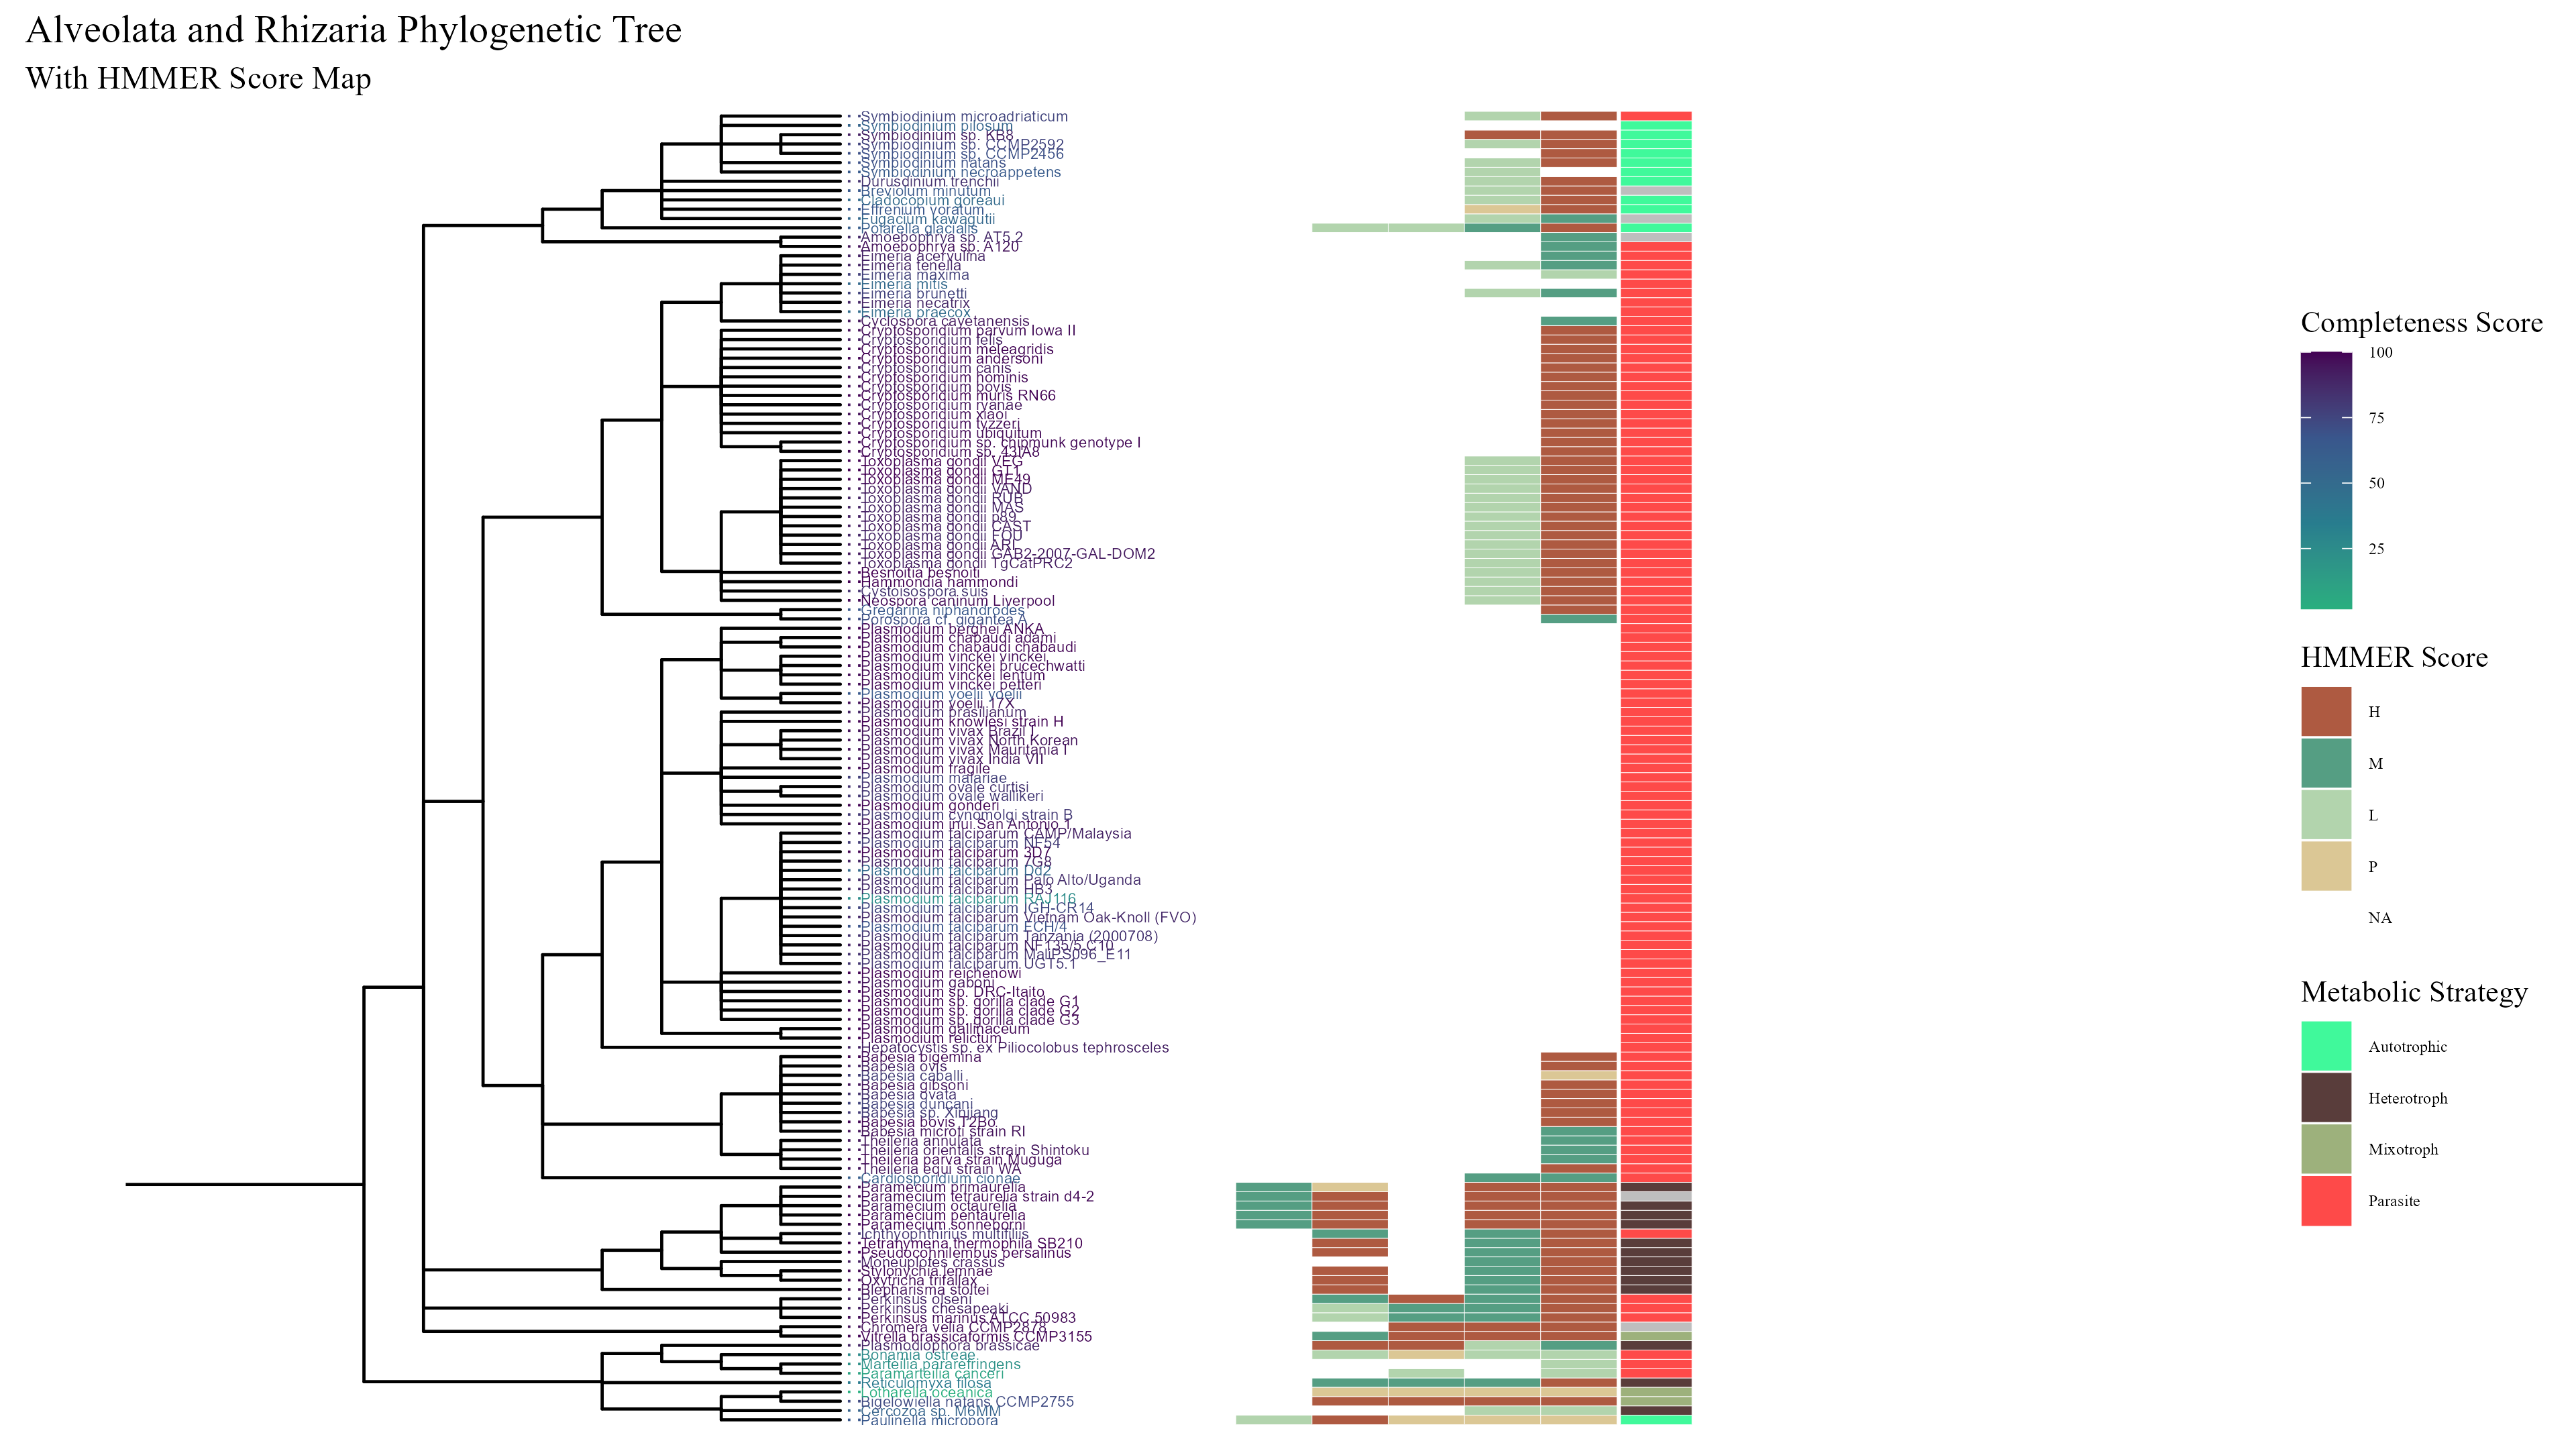 Alveolata and Rhizaria Phylogenetic Tree
With HMMER Score Map
Symbiodinium microadriaticum
Symbiodinium pilosum
Symbiodinium sp. KB8
Symbiodinium sp. CCMP2592
Symbiodinium sp. CCMP2456
Symbiodinium natans
Symbiodinium necroappetens
Durusdinium trenchii
Breviolum minutum
Cladocopium goreaui
Effrenium voratum
Fugacium kawagutii
Polarella glacialis
Amoebophrya sp. AT5.2
Amoebophrya sp. A120
Eimeria acervulina
Eimeria tenella
Eimeria maxima
Eimeria mitis
Eimeria brunetti
Eimeria necatrix
Eimeria praecox
Cyclospora cayetanensis
Cryptosporidium parvum Iowa II
Cryptosporidium felis
Cryptosporidium meleagridis
Cryptosporidium andersoni
Cryptosporidium canis
Cryptosporidium hominis
Cryptosporidium bovis
Cryptosporidium muris RN66
Cryptosporidium ryanae
Cryptosporidium xiaoi
Cryptosporidium tyzzeri
Cryptosporidium ubiquitum
Cryptosporidium sp. chipmunk genotype I
Cryptosporidium sp. 43IA8
Toxoplasma gondii VEG
Toxoplasma gondii GT1
Toxoplasma gondii ME49
Toxoplasma gondii VAND
Toxoplasma gondii RUB
Toxoplasma gondii MAS
Toxoplasma gondii p89
Toxoplasma gondii CAST
Toxoplasma gondii FOU
Toxoplasma gondii ARI
Toxoplasma gondii GAB2-2007-GAL-DOM2
Toxoplasma gondii TgCatPRC2
Besnoitia besnoiti
Hammondia hammondi
Cystoisospora suis
Neospora caninum Liverpool
Gregarina niphandrodes
Porospora cf. gigantea A
Plasmodium berghei ANKA
Plasmodium chabaudi adami
Plasmodium chabaudi chabaudi
Plasmodium vinckei vinckei
Plasmodium vinckei brucechwatti
Plasmodium vinckei lentum
Plasmodium vinckei petteri
Plasmodium yoelii yoelii
Plasmodium yoelii 17X
Plasmodium brasilianum
Plasmodium knowlesi strain H
Plasmodium vivax Brazil I
Plasmodium vivax North Korean
Plasmodium vivax Mauritania I
Plasmodium vivax India VII
Plasmodium fragile
Plasmodium malariae
Plasmodium ovale curtisi
Plasmodium ovale wallikeri
Plasmodium gonderi
Plasmodium cynomolgi strain B
Plasmodium inui San Antonio 1
Plasmodium falciparum CAMP/Malaysia
Plasmodium falciparum NF54
Plasmodium falciparum 3D7
Plasmodium falciparum 7G8
Plasmodium falciparum Dd2
Plasmodium falciparum Palo Alto/Uganda
Plasmodium falciparum HB3
Plasmodium falciparum RAJ116
Plasmodium falciparum IGH-CR14
Plasmodium falciparum Vietnam Oak-Knoll (FVO)
Plasmodium falciparum FCH/4
Plasmodium falciparum Tanzania (2000708)
Plasmodium falciparum NF135/5.C10
Plasmodium falciparum MaliPS096_E11
Plasmodium falciparum UGT5.1
Plasmodium reichenowi
Plasmodium gaboni
Plasmodium sp. DRC-Itaito
Plasmodium sp. gorilla clade G1
Plasmodium sp. gorilla clade G2
Plasmodium sp. gorilla clade G3
Plasmodium gallinaceum
Plasmodium relictum
Hepatocystis sp. ex Piliocolobus tephrosceles
Babesia bigemina
Babesia ovis
Babesia caballi
Babesia gibsoni
Babesia ovata
Babesia duncani
Babesia sp. Xinjiang
Babesia bovis T2Bo
Babesia microti strain RI
Theileria annulata
Theileria orientalis strain Shintoku
Theileria parva strain Muguga
Theileria equi strain WA
Cardiosporidium cionae
Paramecium primaurelia
Paramecium tetraurelia strain d4-2
Paramecium octaurelia
Paramecium pentaurelia
Paramecium sonneborni
Ichthyophthirius multifiliis
Tetrahymena thermophila SB210
Pseudocohnilembus persalinus
Moneuplotes crassus
Stylonychia lemnae
Oxytricha trifallax
Blepharisma stoltei
Perkinsus olseni
Perkinsus chesapeaki
Perkinsus marinus ATCC 50983
Chromera velia CCMP2878
Vitrella brassicaformis CCMP3155
Plasmodiophora brassicae
Bonamia ostreae
Marteilia pararefringens
Paramarteilia canceri
Reticulomyxa filosa
Lotharella oceanica
Bigelowiella natans CCMP2755
Cercozoa sp. M6MM
Paulinella micropora
Completeness Score
100
75
50
25
HMMER Score
H
M
L
P
NA
Metabolic Strategy
Autotrophic
Heterotroph
Mixotroph
Parasite